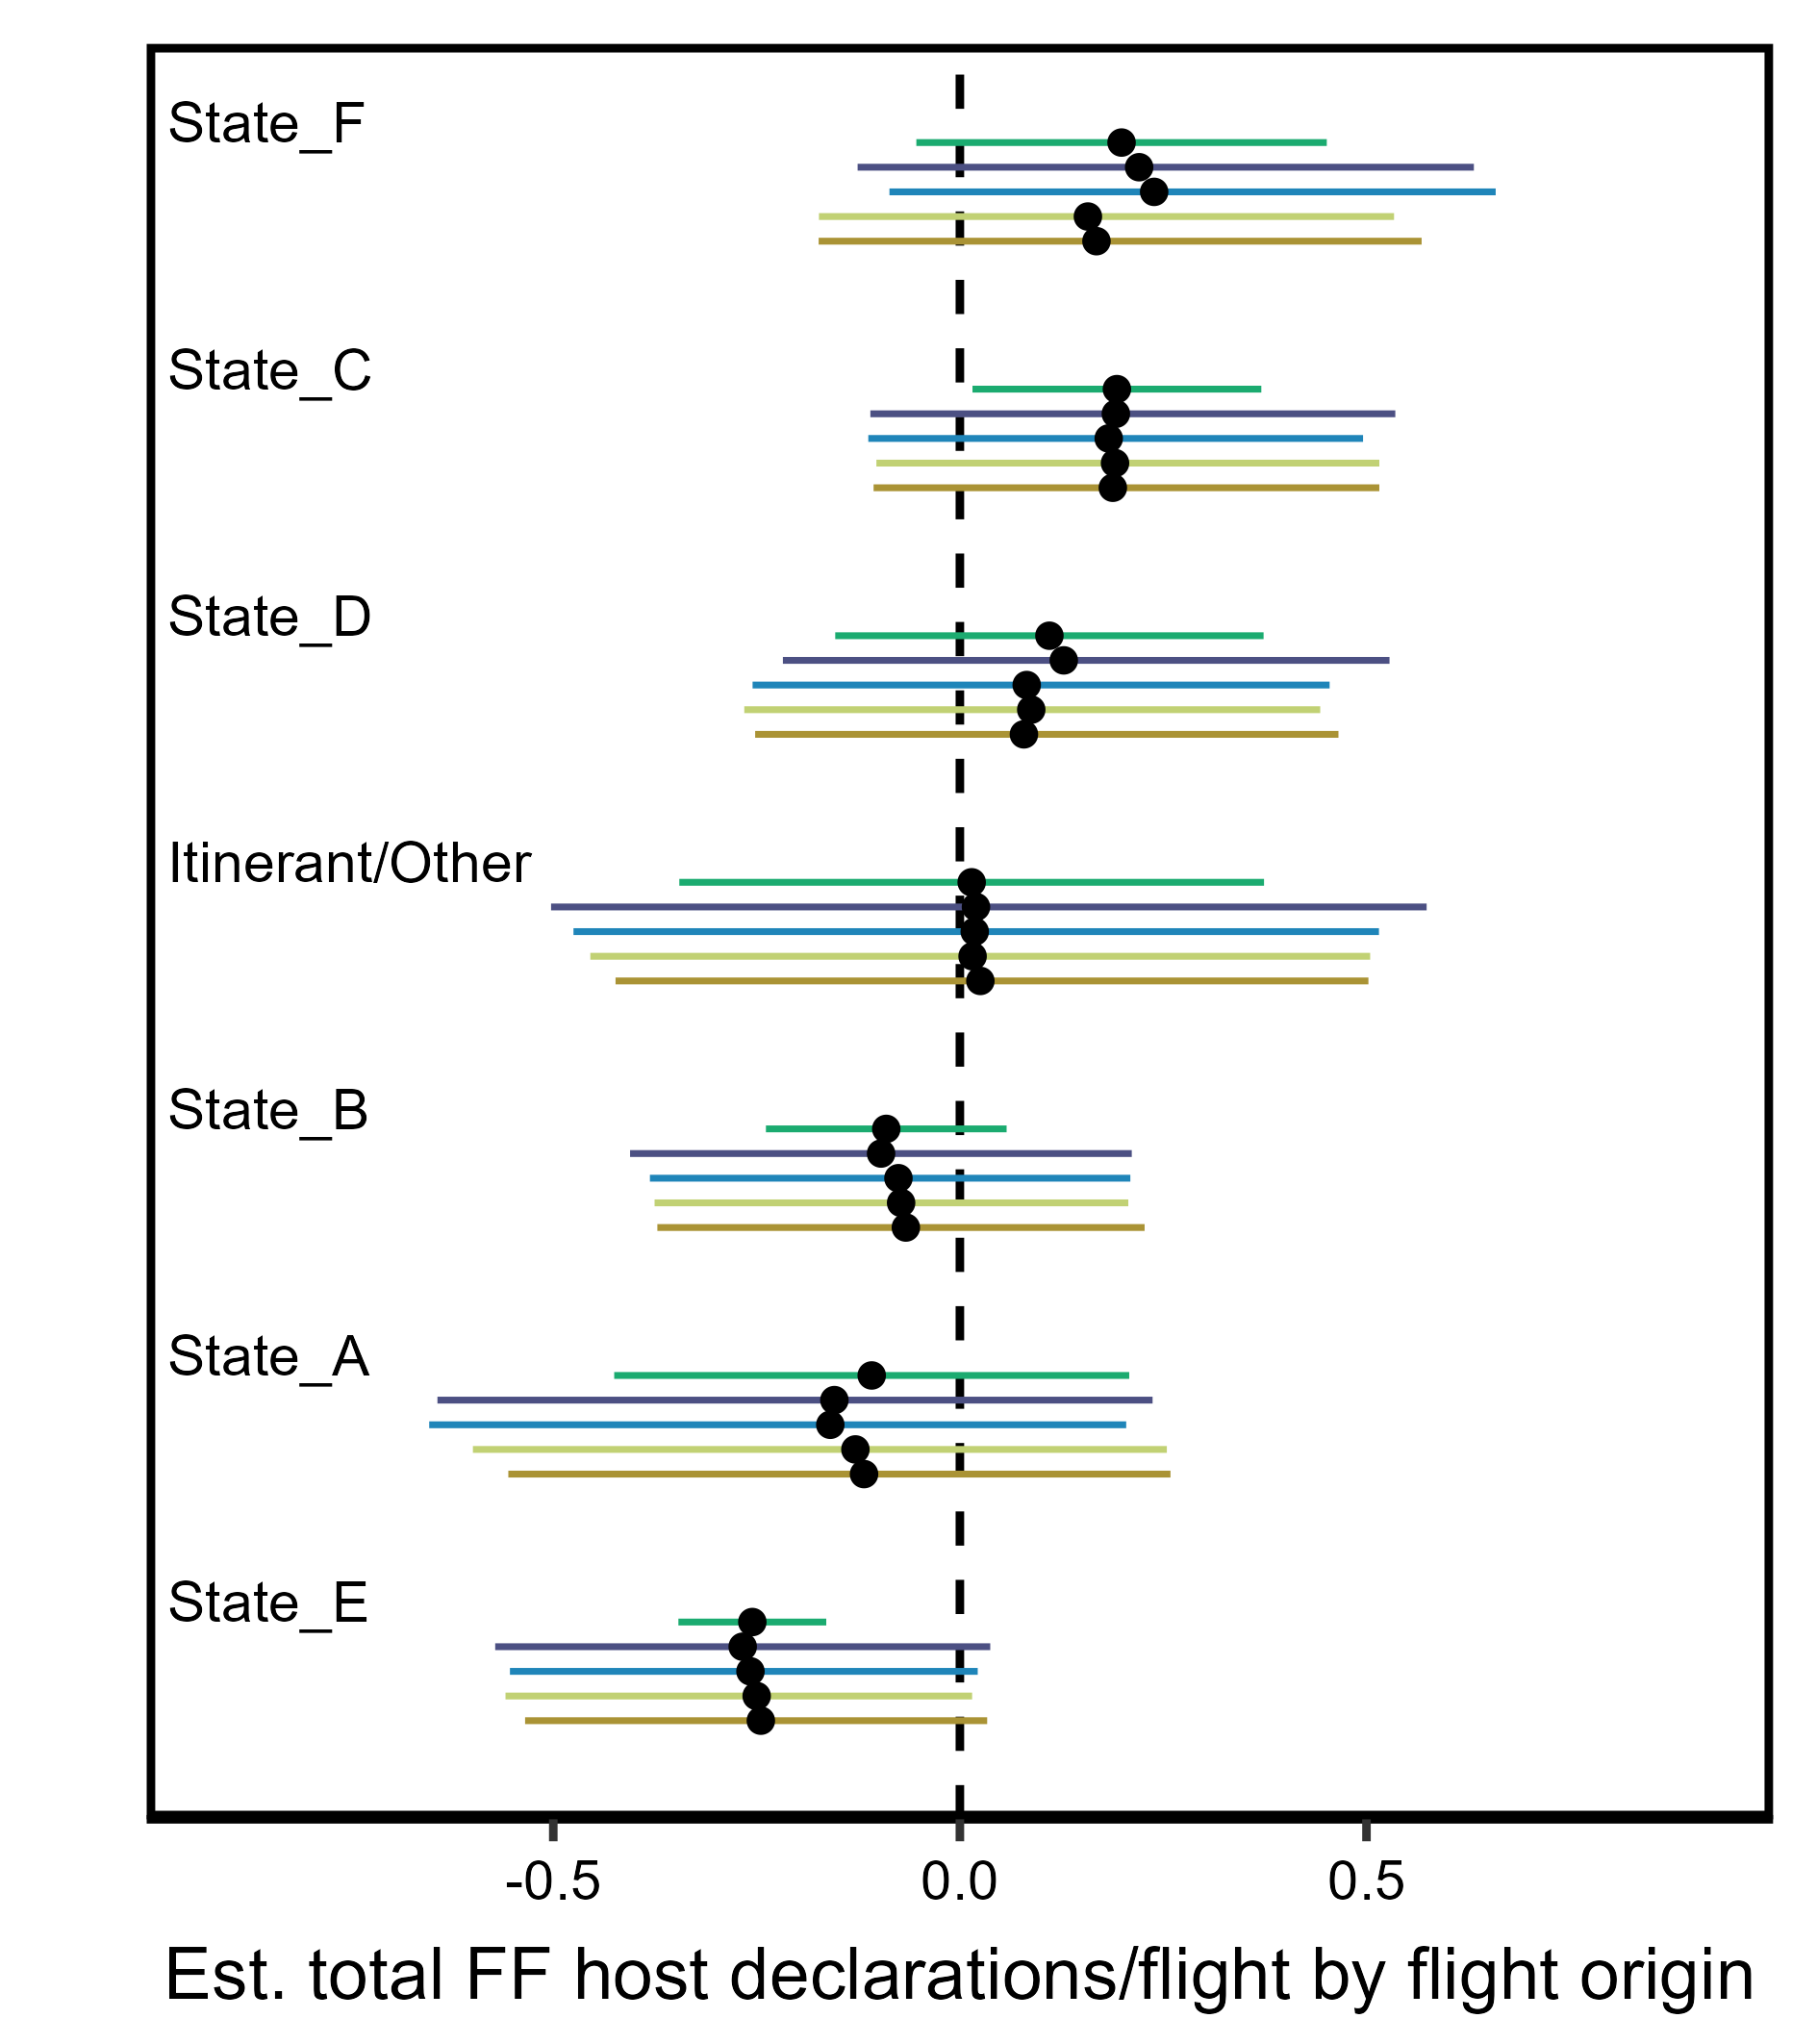 State_F
State_C
State_D
Itinerant/Other
State_B
State_A
State_E
-0.5 0.0 0.5
Est. total FF host declarations/flight by flight origin